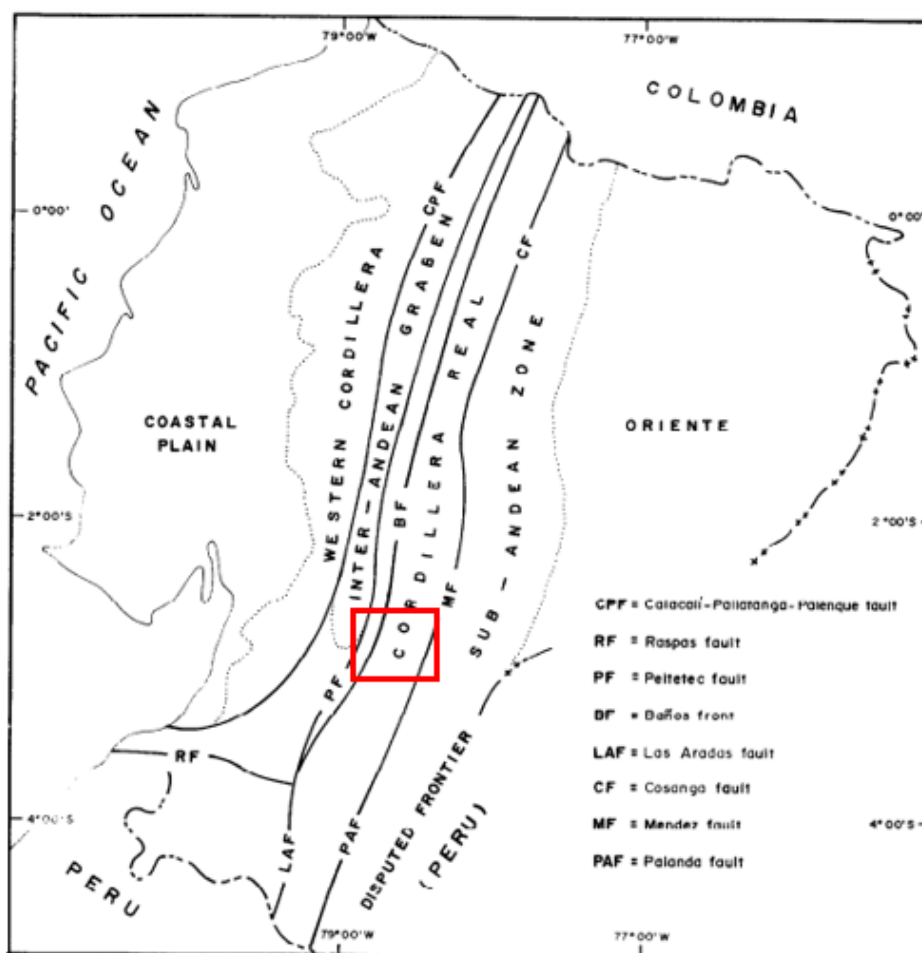 79°00'W
77°00'W
COLOMBIA
PACIFIC OCEAN
0°00'
0°00'
CPF
CF
WESTERN CORDILLERA
INTER-ANDEAN GRABEN
CORDILLERA REAL
SUB-ANDEAN ZONE
COASTAL
PLAIN
ORIENTE
2°00'S
2°00'S
BF
MF
CPF = Calacalí-Pallatanga-Palenque fault
RF = Raspas fault
PF = Peltetec fault
BF = Baños front
LAF = Las Aradas fault
CF = Cosanga fault
MF = Mendez fault
PAF = Palanda fault
PF
RF
4°00'S
4°00'S
LAF
PAF
DISPUTED FRONTIER
(PERU)
PERU
79°00'W
77°00'W